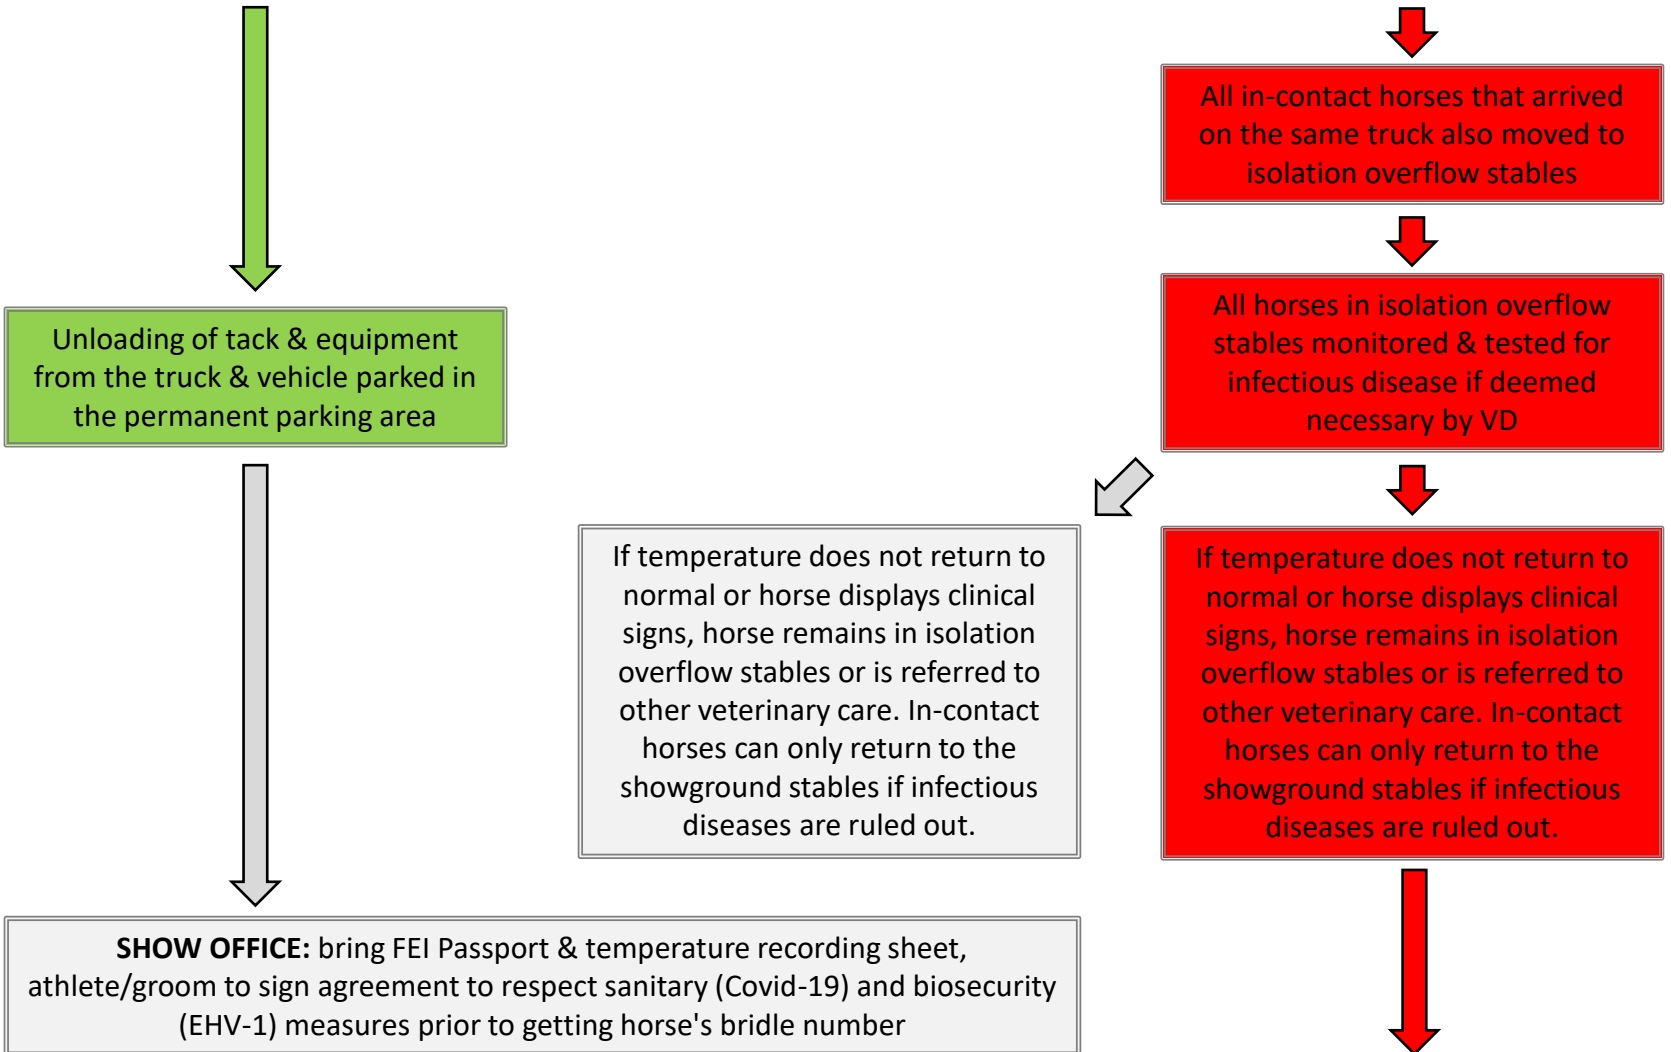 All in-contact horses that arrived
on the same truck also moved to
isolation overflow stables
All horses in isolation overflow
stables monitored & tested for
infectious disease if deemed
necessary by VD
Unloading of tack & equipment
from the truck & vehicle parked in
the permanent parking area
If temperature does not return to
normal or horse displays clinical
signs, horse remains in isolation
overflow stables or is referred to
other veterinary care. In-contact
horses can only return to the
showground stables if infectious
diseases are ruled out.
If temperature does not return to
normal or horse displays clinical
signs, horse remains in isolation
overflow stables or is referred to
other veterinary care. In-contact
horses can only return to the
showground stables if infectious
diseases are ruled out.
SHOW OFFICE: bring FEI Passport & temperature recording sheet,
athlete/groom to sign agreement to respect sanitary (Covid-19) and biosecurity
(EHV-1) measures prior to getting horse's bridle number